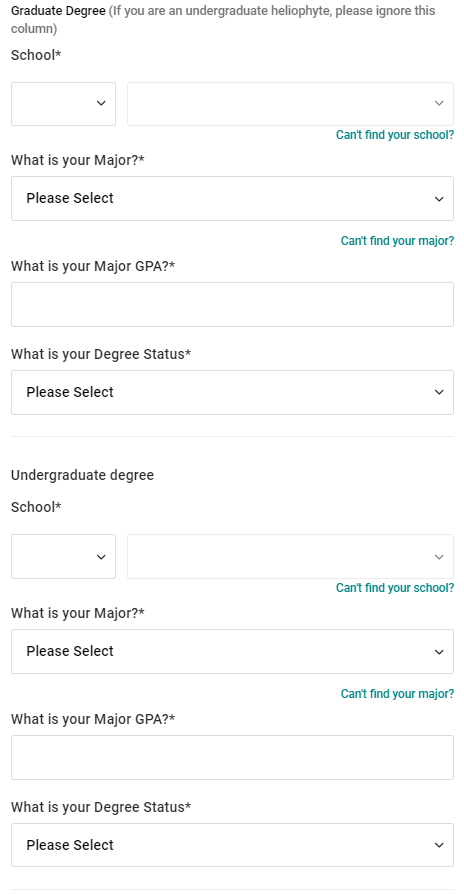 Graduate Degree (If you are an undergraduate heliophyte, please ignore this
column)
School*
Can't find your school?
What is your Major?*
Please Select
Can't find your major?
What is your Major GPA?*
What is your Degree Status*
Please Select
Undergraduate degree
School*
Can't find your school?
What is your Major?*
Please Select
Can't find your major?
What is your Major GPA?*
What is your Degree Status*
Please Select